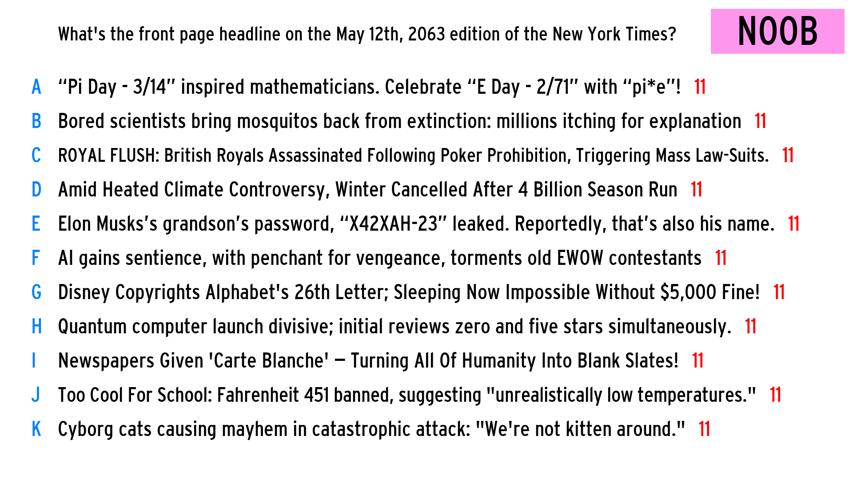 What's the front page headline on the May 12th, 2063 edition of the New York Times?
NOOB
A “Pi Day - 3/14” inspired mathematicians. Celebrate “E Day - 2/71” with “pi*e”! 11
B Bored scientists bring mosquitos back from extinction: millions itching for explanation 11
C ROYAL FLUSH: British Royals Assassinated Following Poker Prohibition, Triggering Mass Law-Suits. 11
D Amid Heated Climate Controversy, Winter Cancelled After 4 Billion Season Run 11
E Elon Musks’s grandson’s password, “X42XAH-23” leaked. Reportedly, that’s also his name. 11
F AI gains sentience, with penchant for vengeance, torments old EWOW contestants 11
G Disney Copyrights Alphabet's 26th Letter; Sleeping Now Impossible Without $5,000 Fine! 11
H Quantum computer launch divisive; initial reviews zero and five stars simultaneously. 11
I Newspapers Given 'Carte Blanche' – Turning All Of Humanity Into Blank Slates! 11
J Too Cool For School: Fahrenheit 451 banned, suggesting "unrealistically low temperatures." 11
K Cyborg cats causing mayhem in catastrophic attack: "We're not kitten around." 11